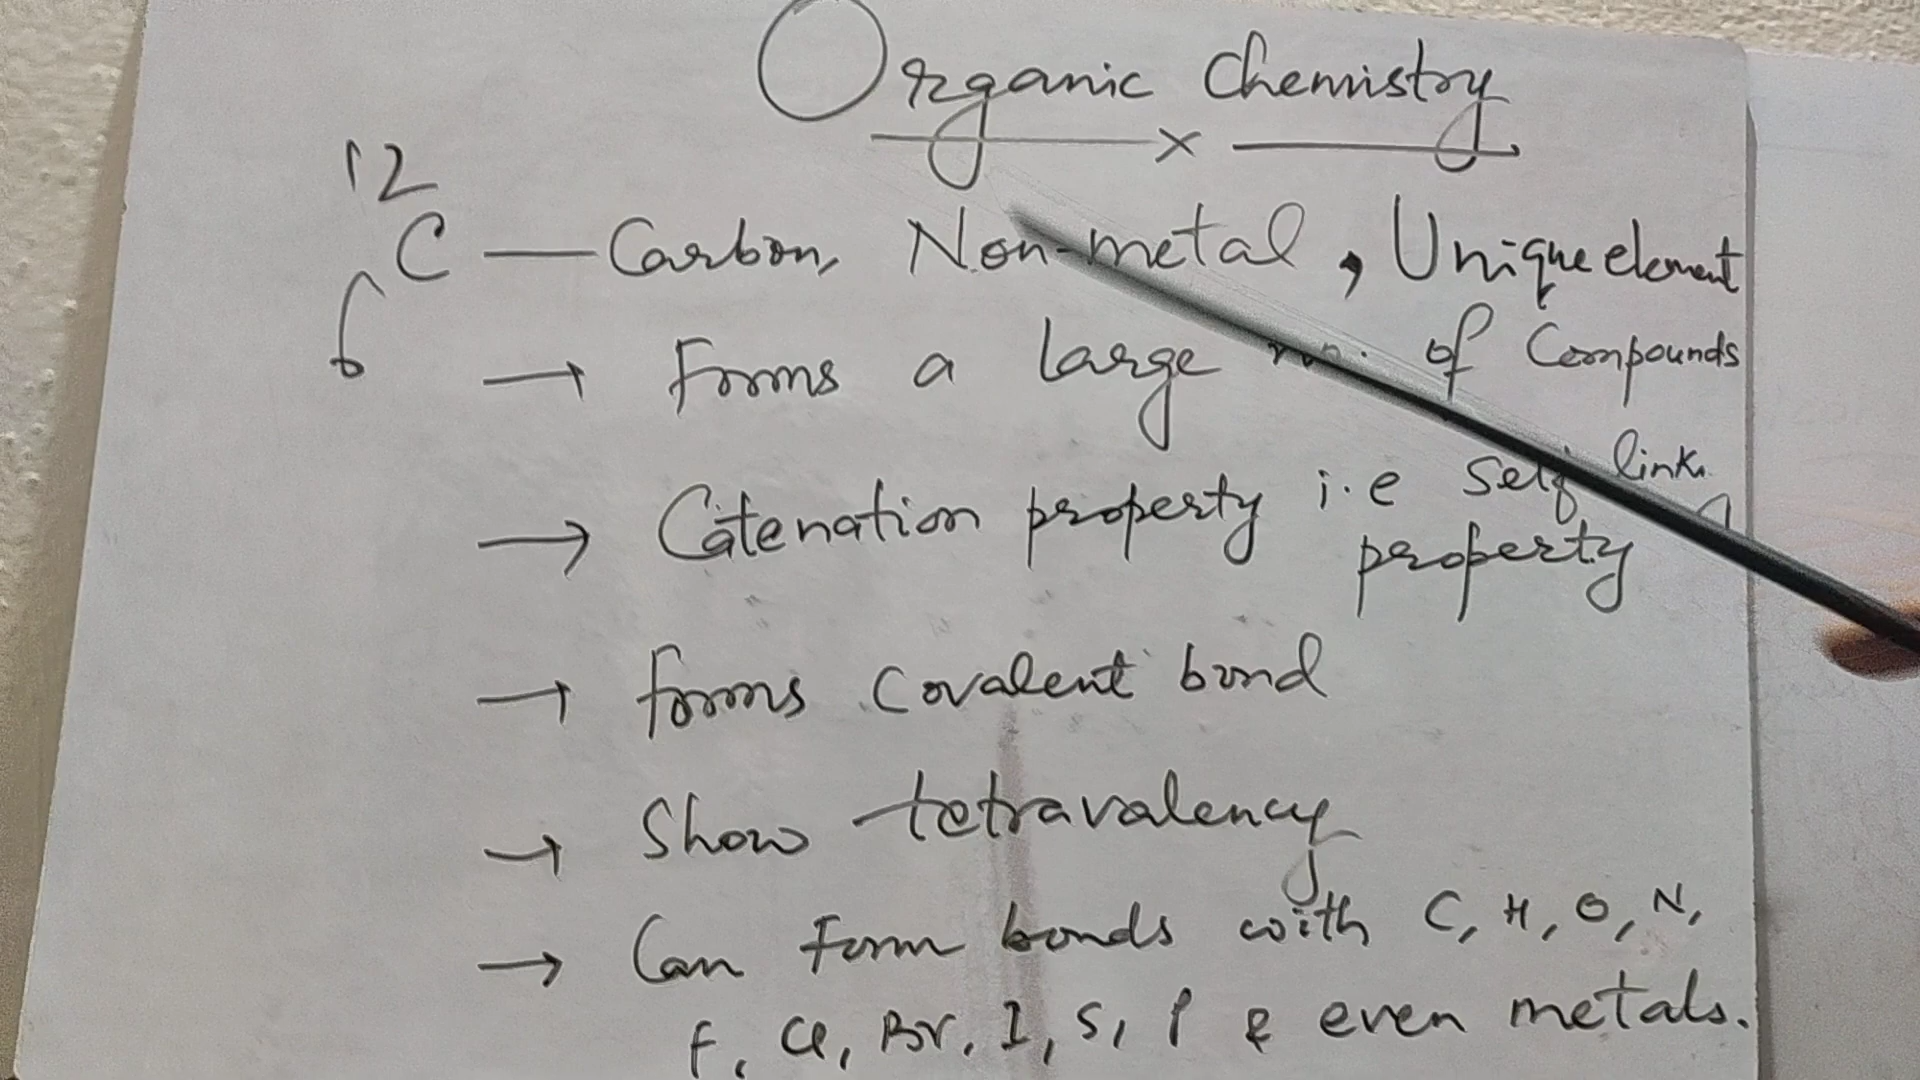 Organic Chemistry
12
C — Carbon, Non-metal, Unique element
6
→ Forms a large no. of Compounds
→ Catenation property i.e self
property
→ forms covalent bond
→ Show tetravalency
→ Can Form bonds with C, H, O, N,
F, Cl, Br, I, S, P & even metals.